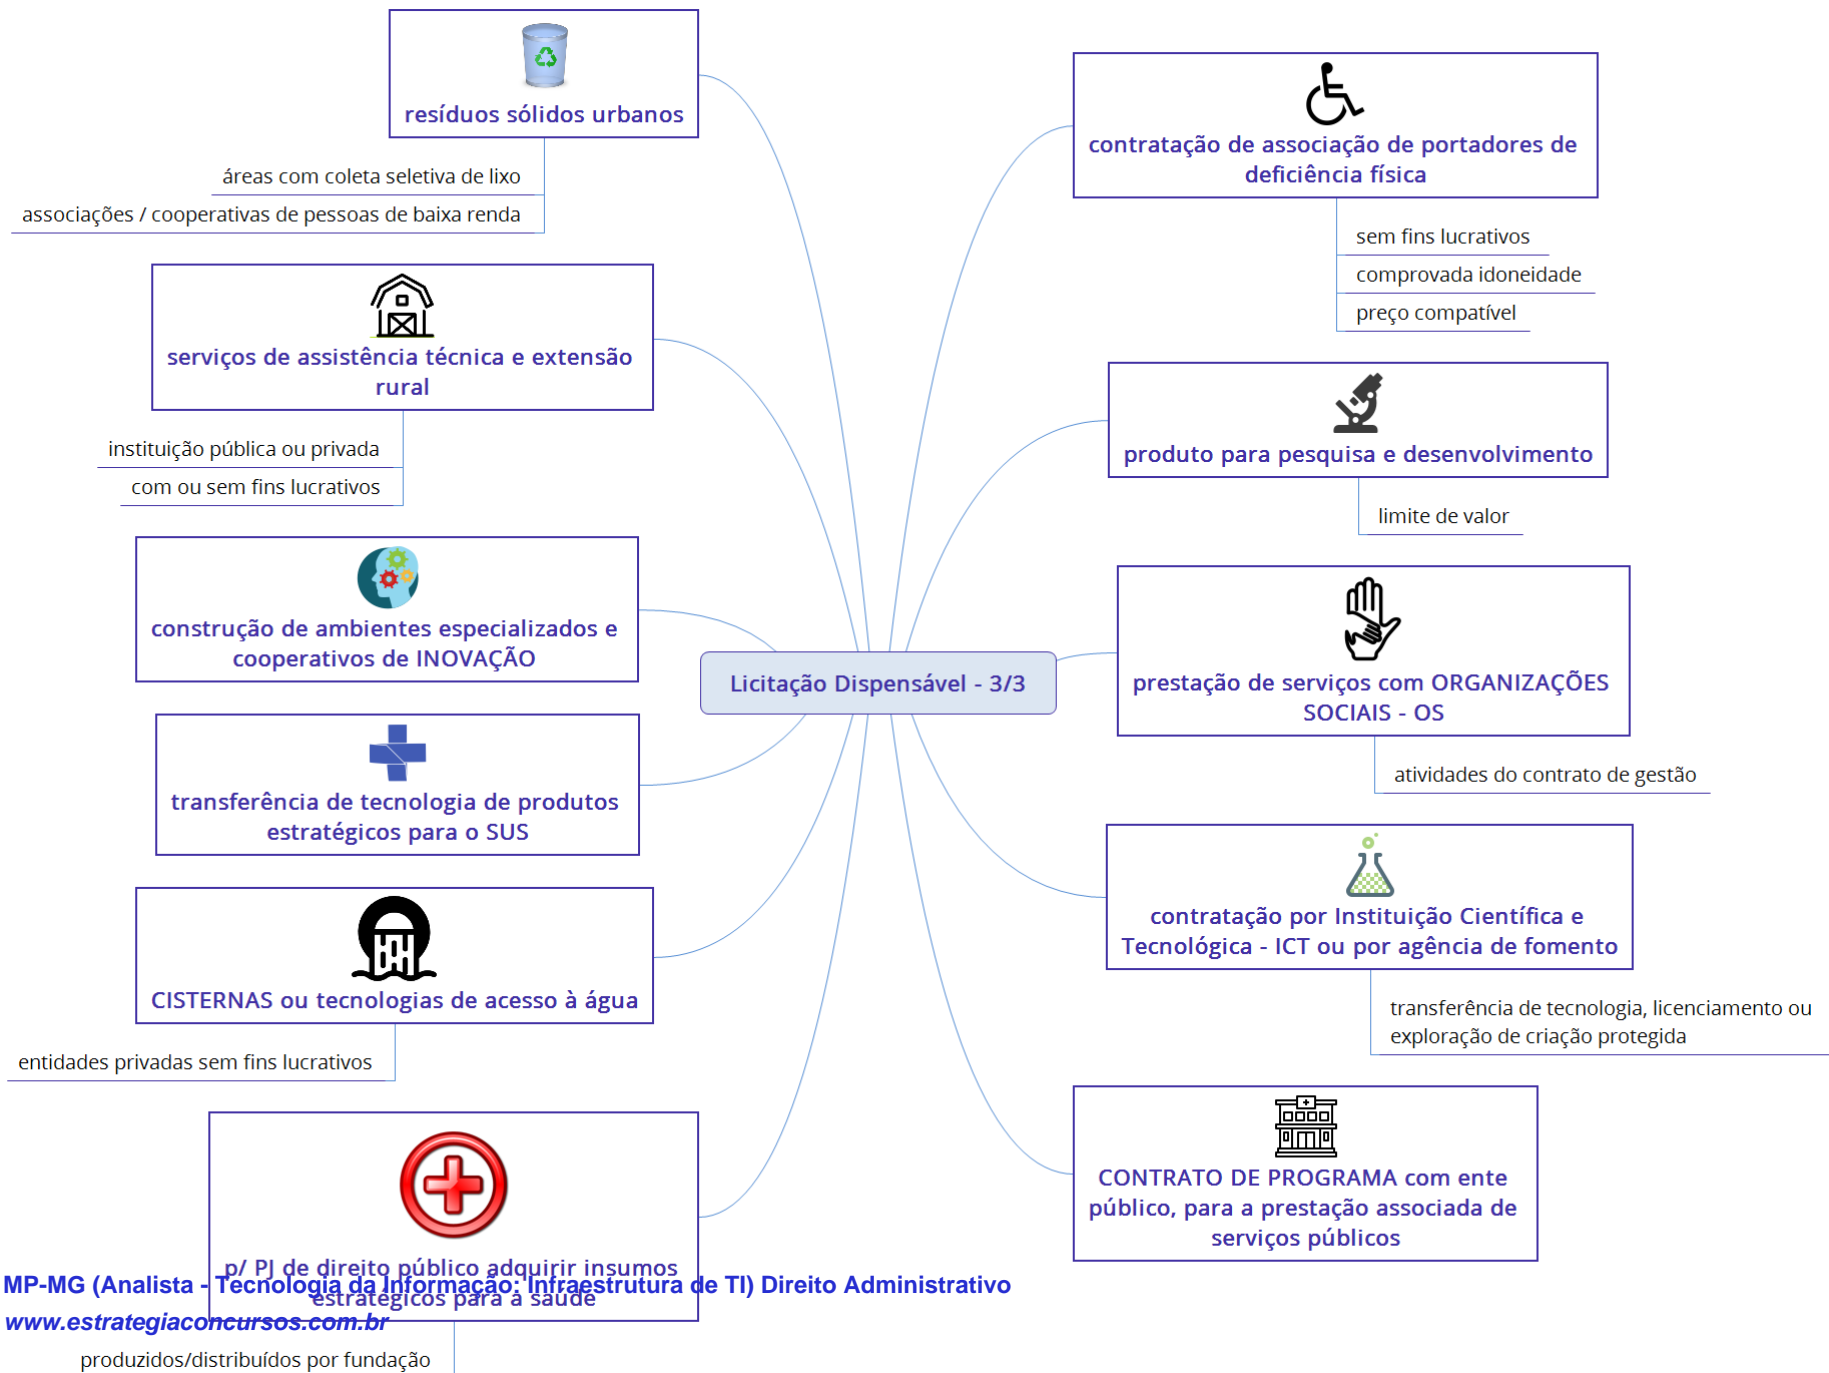 resíduos sólidos urbanos
áreas com coleta seletiva de lixo
associações / cooperativas de pessoas de baixa renda
serviços de assistência técnica e extensão
rural
instituição pública ou privada
com ou sem fins lucrativos
construção de ambientes especializados e
cooperativos de INOVAÇÃO
transferência de tecnologia de produtos
estratégicos para o SUS
CISTERNAS ou tecnologias de acesso à água
entidades privadas sem fins lucrativos
p/ PJ de direito público adquirir insumos
estratégicos para a saúde
produzidos/distribuídos por fundação
Licitação Dispensável - 3/3
contratação de associação de portadores de
deficiência física
sem fins lucrativos
comprovada idoneidade
preço compatível
produto para pesquisa e desenvolvimento
limite de valor
prestação de serviços com ORGANIZAÇÕES
SOCIAIS - OS
atividades do contrato de gestão
contratação por Instituição Científica e
Tecnológica - ICT ou por agência de fomento
transferência de tecnologia, licenciamento ou
exploração de criação protegida
CONTRATO DE PROGRAMA com ente
público, para a prestação associada de
serviços públicos
MP-MG (Analista - Tecnologia da Informação: Infraestrutura de TI) Direito Administrativo
www.estrategiaconcursos.com.br